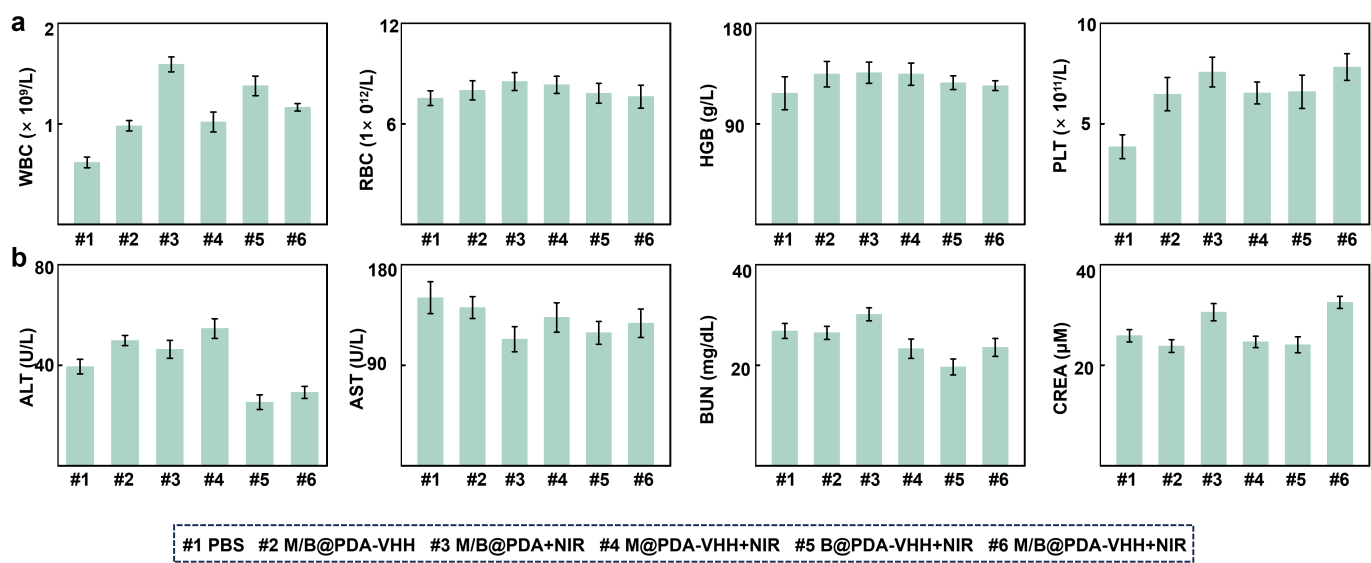 a
WBC (× 10⁹/L)
2
1
#1 #2 #3 #4 #5 #6
RBC (1× 0¹²/L)
12
6
#1 #2 #3 #4 #5 #6
HGB (g/L)
180
90
#1 #2 #3 #4 #5 #6
PLT (× 10¹¹/L)
10
5
#1 #2 #3 #4 #5 #6
b
ALT (U/L)
80
40
#1 #2 #3 #4 #5 #6
AST (U/L)
180
90
#1 #2 #3 #4 #5 #6
BUN (mg/dL)
40
20
#1 #2 #3 #4 #5 #6
CREA (μM)
40
20
#1 #2 #3 #4 #5 #6
#1 PBS #2 M/B@PDA-VHH #3 M/B@PDA+NIR #4 M@PDA-VHH+NIR #5 B@PDA-VHH+NIR #6 M/B@PDA-VHH+NIR